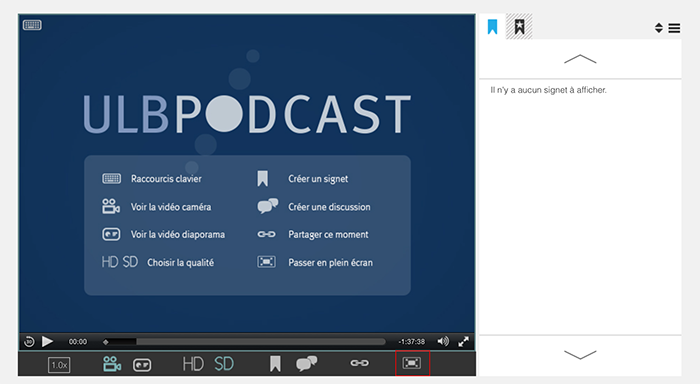 ULBPODCAST
Raccourcis clavier
Créer un signet
Voir la vidéo caméra
Créer une discussion
Voir la vidéo diaporama
Partager ce moment
HD SD Choisir la qualité
Passer en plein écran
30
00:00
-1:37:38
1.0x
HD SD
Il n'y a aucun signet à afficher.